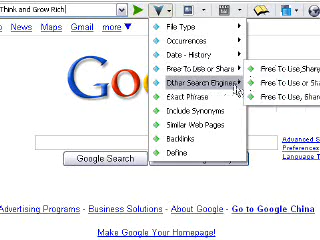 Think and Grow Rich
Maps
Gmail
more ▼
File Type
Occurrences
Date - History
Free To Use or Share
Other Search Engines
Exact Phrase
Include Synonyms
Similar Web Pages
Backlinks
Define
Free To Use, Share
Free To Use or Sha
Free To Use, Share
Goo
Google Search
Advanced S
Preferences
Language T
Advertising Programs - Business Solutions - About Google - Go to Google China
Make Google Your Homepage!